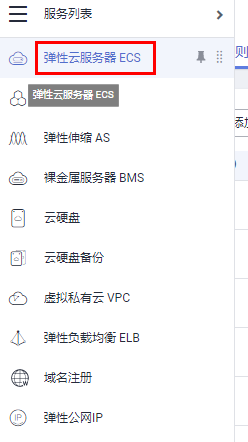 服务列表
弹性云服务器 ECS
弹性云服务器 ECS
弹性伸缩 AS
裸金属服务器 BMS
云硬盘
云硬盘备份
虚拟私有云 VPC
弹性负载均衡 ELB
域名注册
弹性公网IP
则
添加